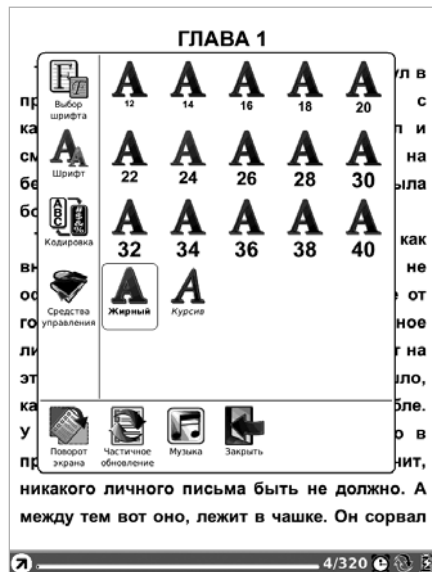 ГЛАВА 1
Выбор
шрифта
12 14 16 18 20
Шрифт
22 24 26 28 30
Кодировка
32 34 36 38 40
Средства
управления
Жирный Курсив
Поворот
экрана
Частичное
обновление
Музыка
Закрыть
никакого личного письма быть не должно. А
между тем вот оно, лежит в чашке. Он сорвал
4/320